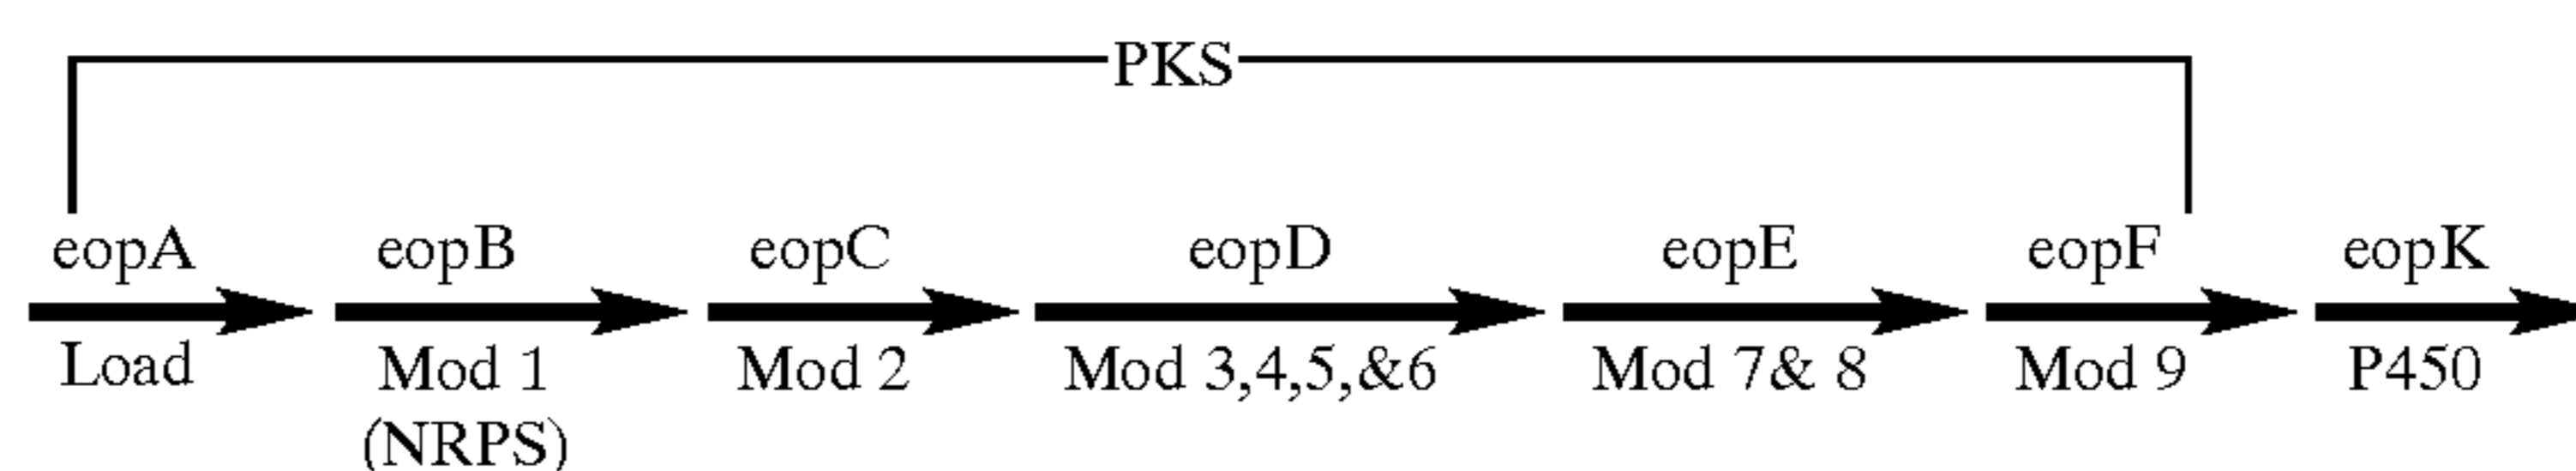 PKS
eopA eopB eopC eopD eopE eopF eopK
Load Mod 1 Mod 2 Mod 3,4,5,&6 Mod 7& 8 Mod 9 P450
(NRPS)